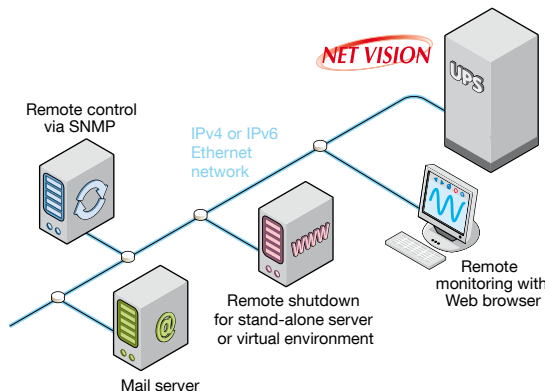 NET VISION
UPS
Remote control
via SNMP
IPv4 or IPv6
Ethernet
network
www
Remote
monitoring with
Web browser
Remote shutdown
for stand-alone server
or virtual environment
@
Mail server